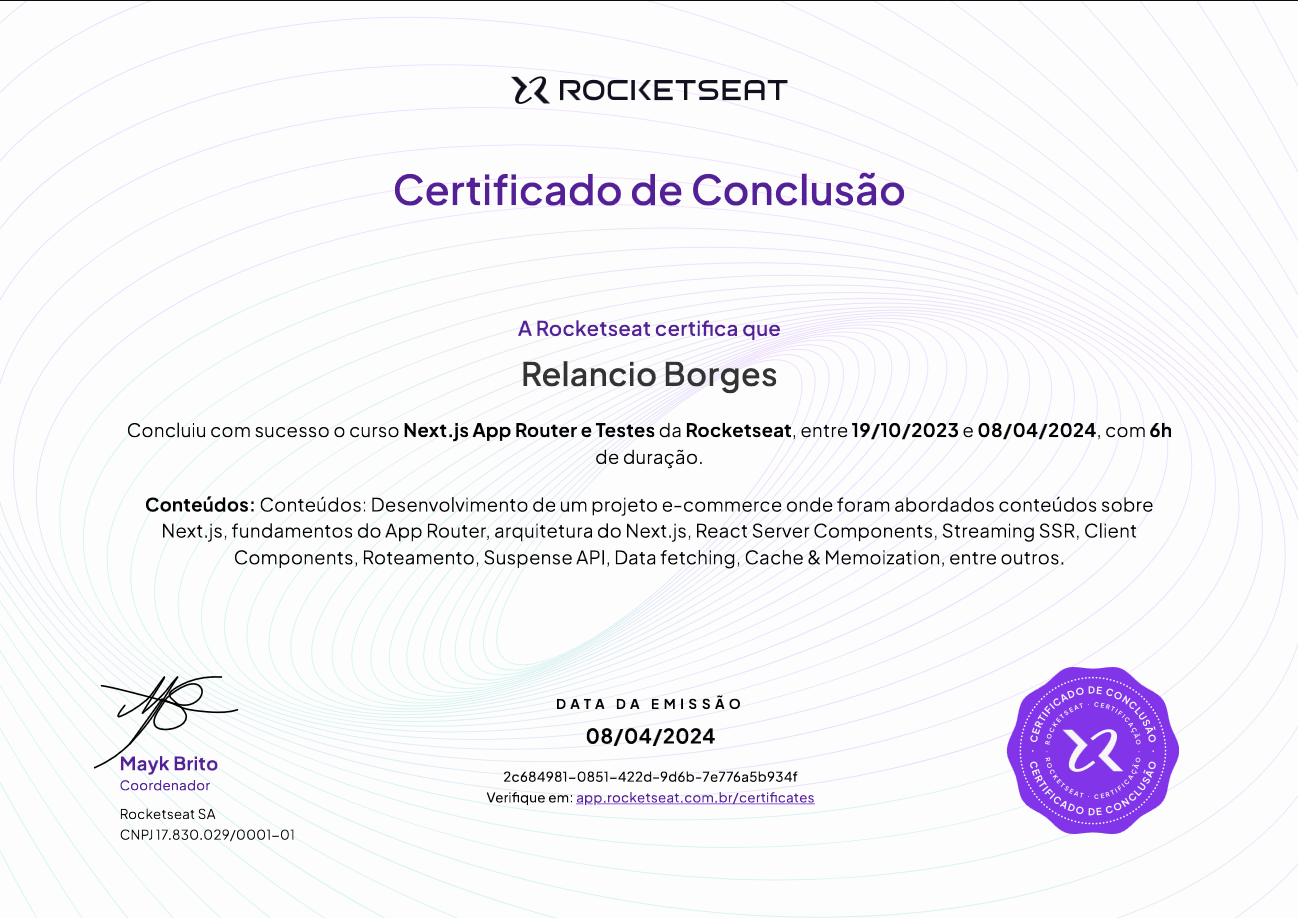 ROCKETSEAT
Certificado de Conclusão
A Rocketseat certifica que
Relancio Borges
Concluiu com sucesso o curso Next.js App Router e Testes da Rocketseat, entre 19/10/2023 e 08/04/2024, com 6h
de duração.
Conteúdos: Conteúdos: Desenvolvimento de um projeto e-commerce onde foram abordados conteúdos sobre
Next.js, fundamentos do App Router, arquitetura do Next.js, React Server Components, Streaming SSR, Client
Components, Roteamento, Suspense API, Data fetching, Cache & Memoization, entre outros.
Mayk Brito
Coordenador
Rocketseat SA
CNPJ 17.830.029/0001-01
DATA DA EMISSÃO
08/04/2024
2c684981-0851-422d-9d6b-7e776a5b934f
Verifique em: app.rocketseat.com.br/certificates
CERTIFICADO DE CONCLUSÃO
ROCKETSEAT · CERTIFICAÇÃO
ROCKETSEAT · CERTIFICAÇÃO
CERTIFICADO DE CONCLUSÃO